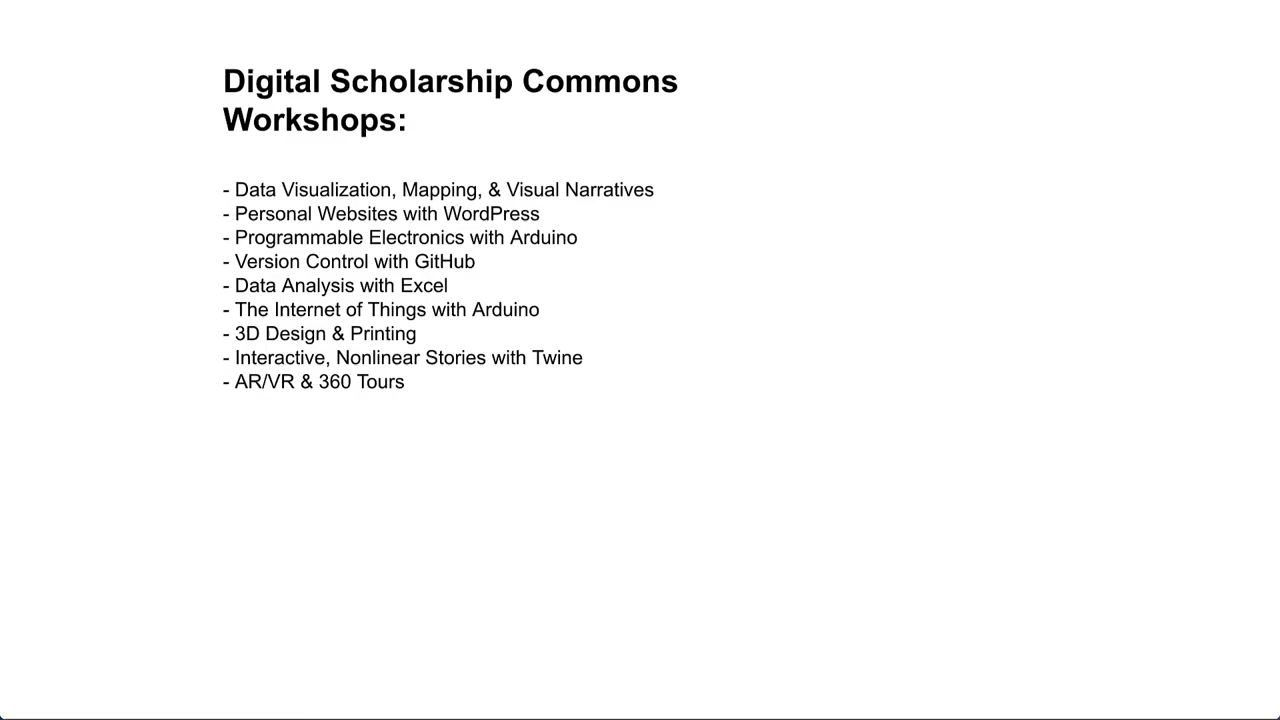 Digital Scholarship Commons
Workshops:
- Data Visualization, Mapping, & Visual Narratives
- Personal Websites with WordPress
- Programmable Electronics with Arduino
- Version Control with GitHub
- Data Analysis with Excel
- The Internet of Things with Arduino
- 3D Design & Printing
- Interactive, Nonlinear Stories with Twine
- AR/VR & 360 Tours